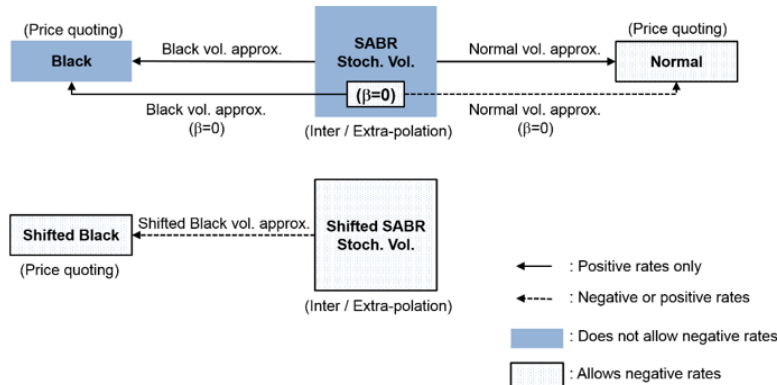 (Price quoting)
Black
Black vol. approx.
SABR
Stoch. Vol.
Normal vol. approx.
(Price quoting)
Normal
(β=0)
Black vol. approx.
(β=0)
Normal vol. approx.
(β=0)
(Inter / Extra-polation)
Shifted Black
(Price quoting)
Shifted Black vol. approx.
Shifted SABR
Stoch. Vol.
(Inter / Extra-polation)
: Positive rates only
: Negative or positive rates
: Does not allow negative rates
: Allows negative rates